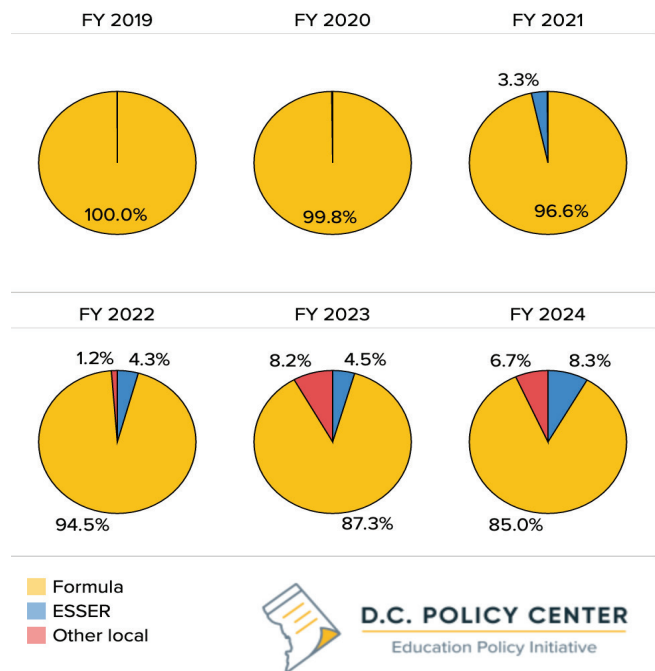 FY 2019 FY 2020 FY 2021
3.3%
100.0% 99.8% 96.6%
FY 2022 FY 2023 FY 2024
1.2% 4.3% 8.2% 4.5% 6.7% 8.3%
94.5% 87.3% 85.0%
Formula
ESSER
Other local
D.C. POLICY CENTER
Education Policy Initiative